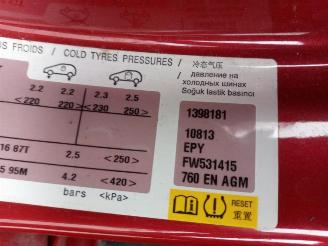 FROIDS / COLD TYRES PRESSURES / 冷态气压
/ давление на
холодных шинах
Soğuk lastik basıncı
2.2 2.2 2.3 2.5
<220 220> <230 250>
16 87T 2.5 <250>
5 95M 4.2 <420>
bars <kPa>
1398181
10813
EPY
FW531415
760 EN AGM
RESET
重置